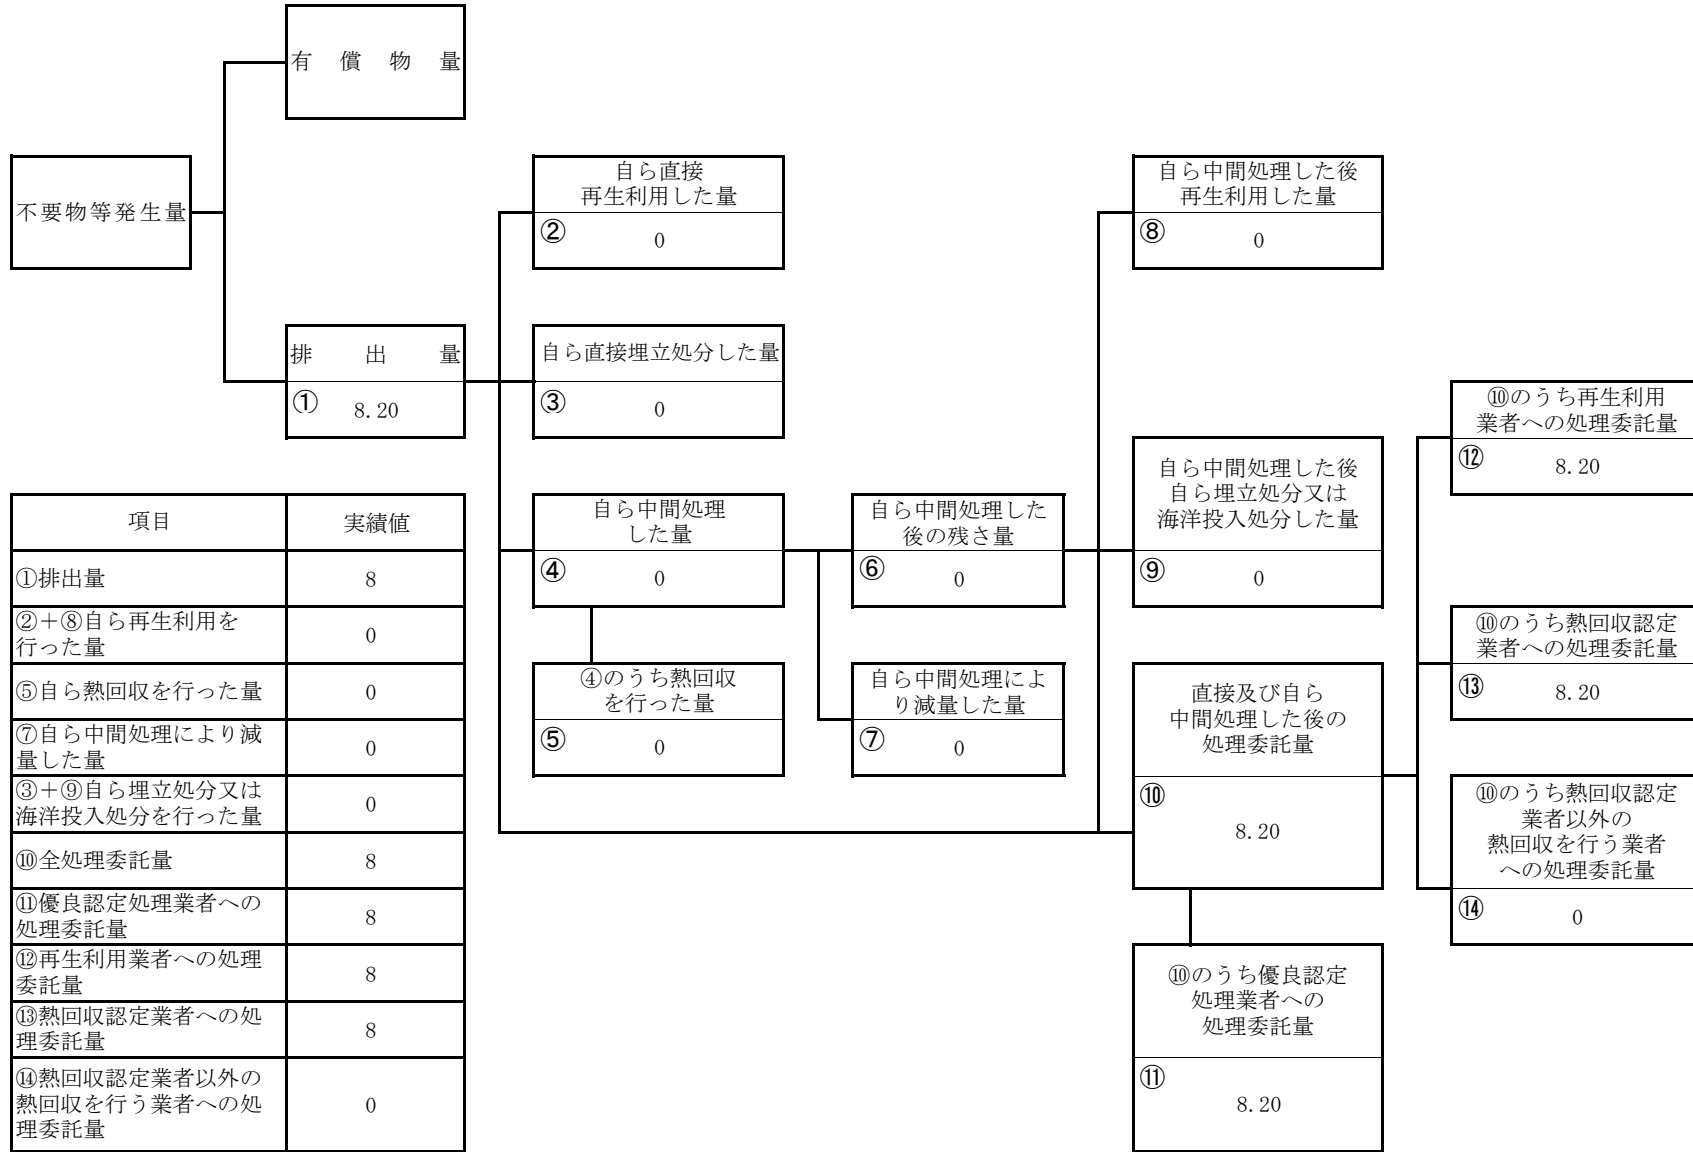 有償物量
不要物等発生量
自ら直接
再生利用した量
②
0
自ら中間処理した後
再生利用した量
⑧
0
排出量
①
8.20
自ら直接埋立処分した量
③
0
⑩のうち再生利用
業者への処理委託量
⑫
8.20
自ら中間処理
した量
④
0
自ら中間処理した
後の残さ量
⑥
0
自ら中間処理した後
自ら埋立処分又は
海洋投入処分した量
⑨
0
④のうち熱回収
を行った量
⑤
0
自ら中間処理によ
り減量した量
⑦
0
直接及び自ら
中間処理した後の
処理委託量
⑩
8.20
⑩のうち熱回収認定
業者への処理委託量
⑬
8.20
⑩のうち熱回収認定
業者以外の
熱回収を行う業者
への処理委託量
⑭
0
⑩のうち優良認定
処理業者への
処理委託量
⑪
8.20
項目 実績値
①排出量 8
②＋⑧自ら再生利用を
行った量 0
⑤自ら熱回収を行った量 0
⑦自ら中間処理により減
量した量 0
③＋⑨自ら埋立処分又は
海洋投入処分を行った量 0
⑩全処理委託量 8
⑪優良認定処理業者への
処理委託量 8
⑫再生利用業者への処理
委託量 8
⑬熱回収認定業者への処
理委託量 8
⑭熱回収認定業者以外の
熱回収を行う業者への処 0
理委託量